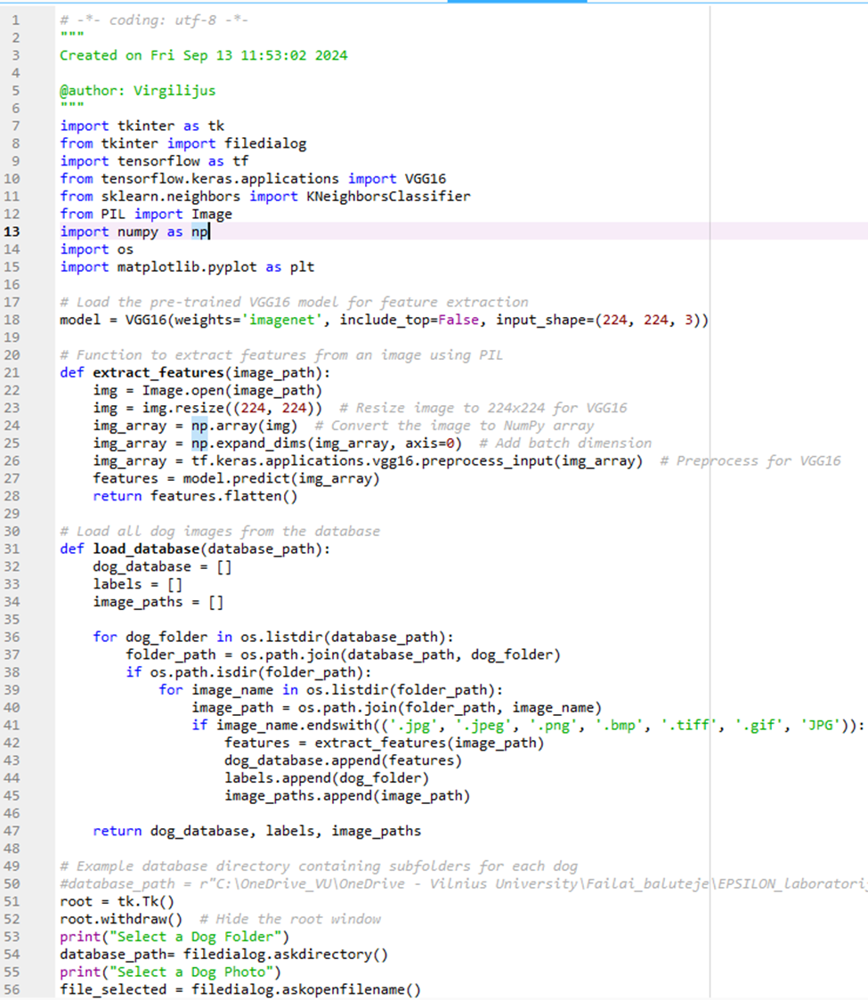 1 # -*- coding: utf-8 -*-
2 """
3 Created on Fri Sep 13 11:53:02 2024
4
5 @author: Virgilijus
6 """
7 import tkinter as tk
8 from tkinter import filedialog
9 import tensorflow as tf
10 from tensorflow.keras.applications import VGG16
11 from sklearn.neighbors import KNeighborsClassifier
12 from PIL import Image
13 import numpy as np
14 import os
15 import matplotlib.pyplot as plt
16
17 # Load the pre-trained VGG16 model for feature extraction
18 model = VGG16(weights='imagenet', include_top=False, input_shape=(224, 224, 3))
19
20 # Function to extract features from an image using PIL
21 def extract_features(image_path):
22     img = Image.open(image_path)
23     img = img.resize((224, 224))  # Resize image to 224x224 for VGG16
24     img_array = np.array(img)  # Convert the image to NumPy array
25     img_array = np.expand_dims(img_array, axis=0)  # Add batch dimension
26     img_array = tf.keras.applications.vgg16.preprocess_input(img_array)  # Preprocess for VGG16
27     features = model.predict(img_array)
28     return features.flatten()
29
30 # Load all dog images from the database
31 def load_database(database_path):
32     dog_database = []
33     labels = []
34     image_paths = []
35
36     for dog_folder in os.listdir(database_path):
37         folder_path = os.path.join(database_path, dog_folder)
38         if os.path.isdir(folder_path):
39             for image_name in os.listdir(folder_path):
40                 image_path = os.path.join(folder_path, image_name)
41                 if image_name.endswith(('.jpg', '.jpeg', '.png', '.bmp', '.tiff', '.gif', 'JPG')):
42                     features = extract_features(image_path)
43                     dog_database.append(features)
44                     labels.append(dog_folder)
45                     image_paths.append(image_path)
46
47     return dog_database, labels, image_paths
48
49 # Example database directory containing subfolders for each dog
50 #database_path = r"C:\OneDrive_VU\OneDrive - Vilnius University\Failai_baluteje\EPSILON_laboratorij
51 root = tk.Tk()
52 root.withdraw()  # Hide the root window
53 print("Select a Dog Folder")
54 database_path= filedialog.askdirectory()
55 print("Select a Dog Photo")
56 file_selected = filedialog.askopenfilename()